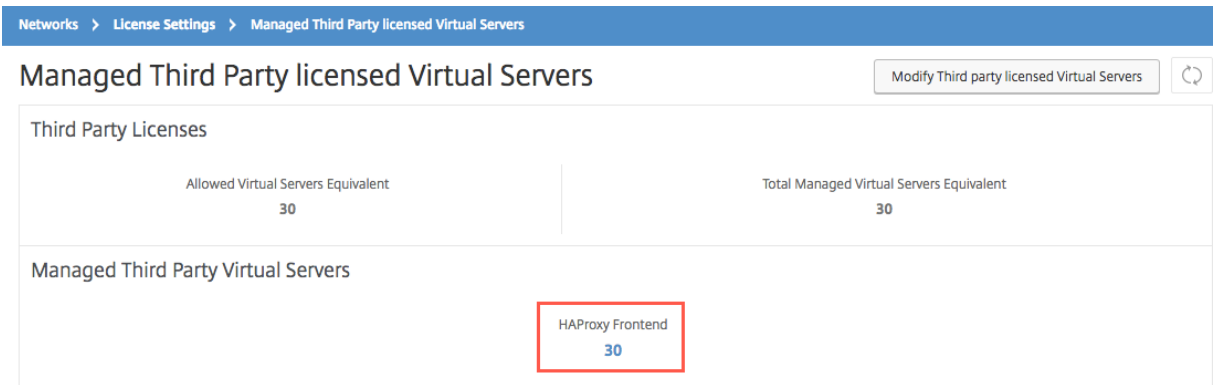 Networks > License Settings > Managed Third Party licensed Virtual Servers
Managed Third Party licensed Virtual Servers
Modify Third party licensed Virtual Servers
Third Party Licenses
Allowed Virtual Servers Equivalent
30
Total Managed Virtual Servers Equivalent
30
Managed Third Party Virtual Servers
HAProxy Frontend
30